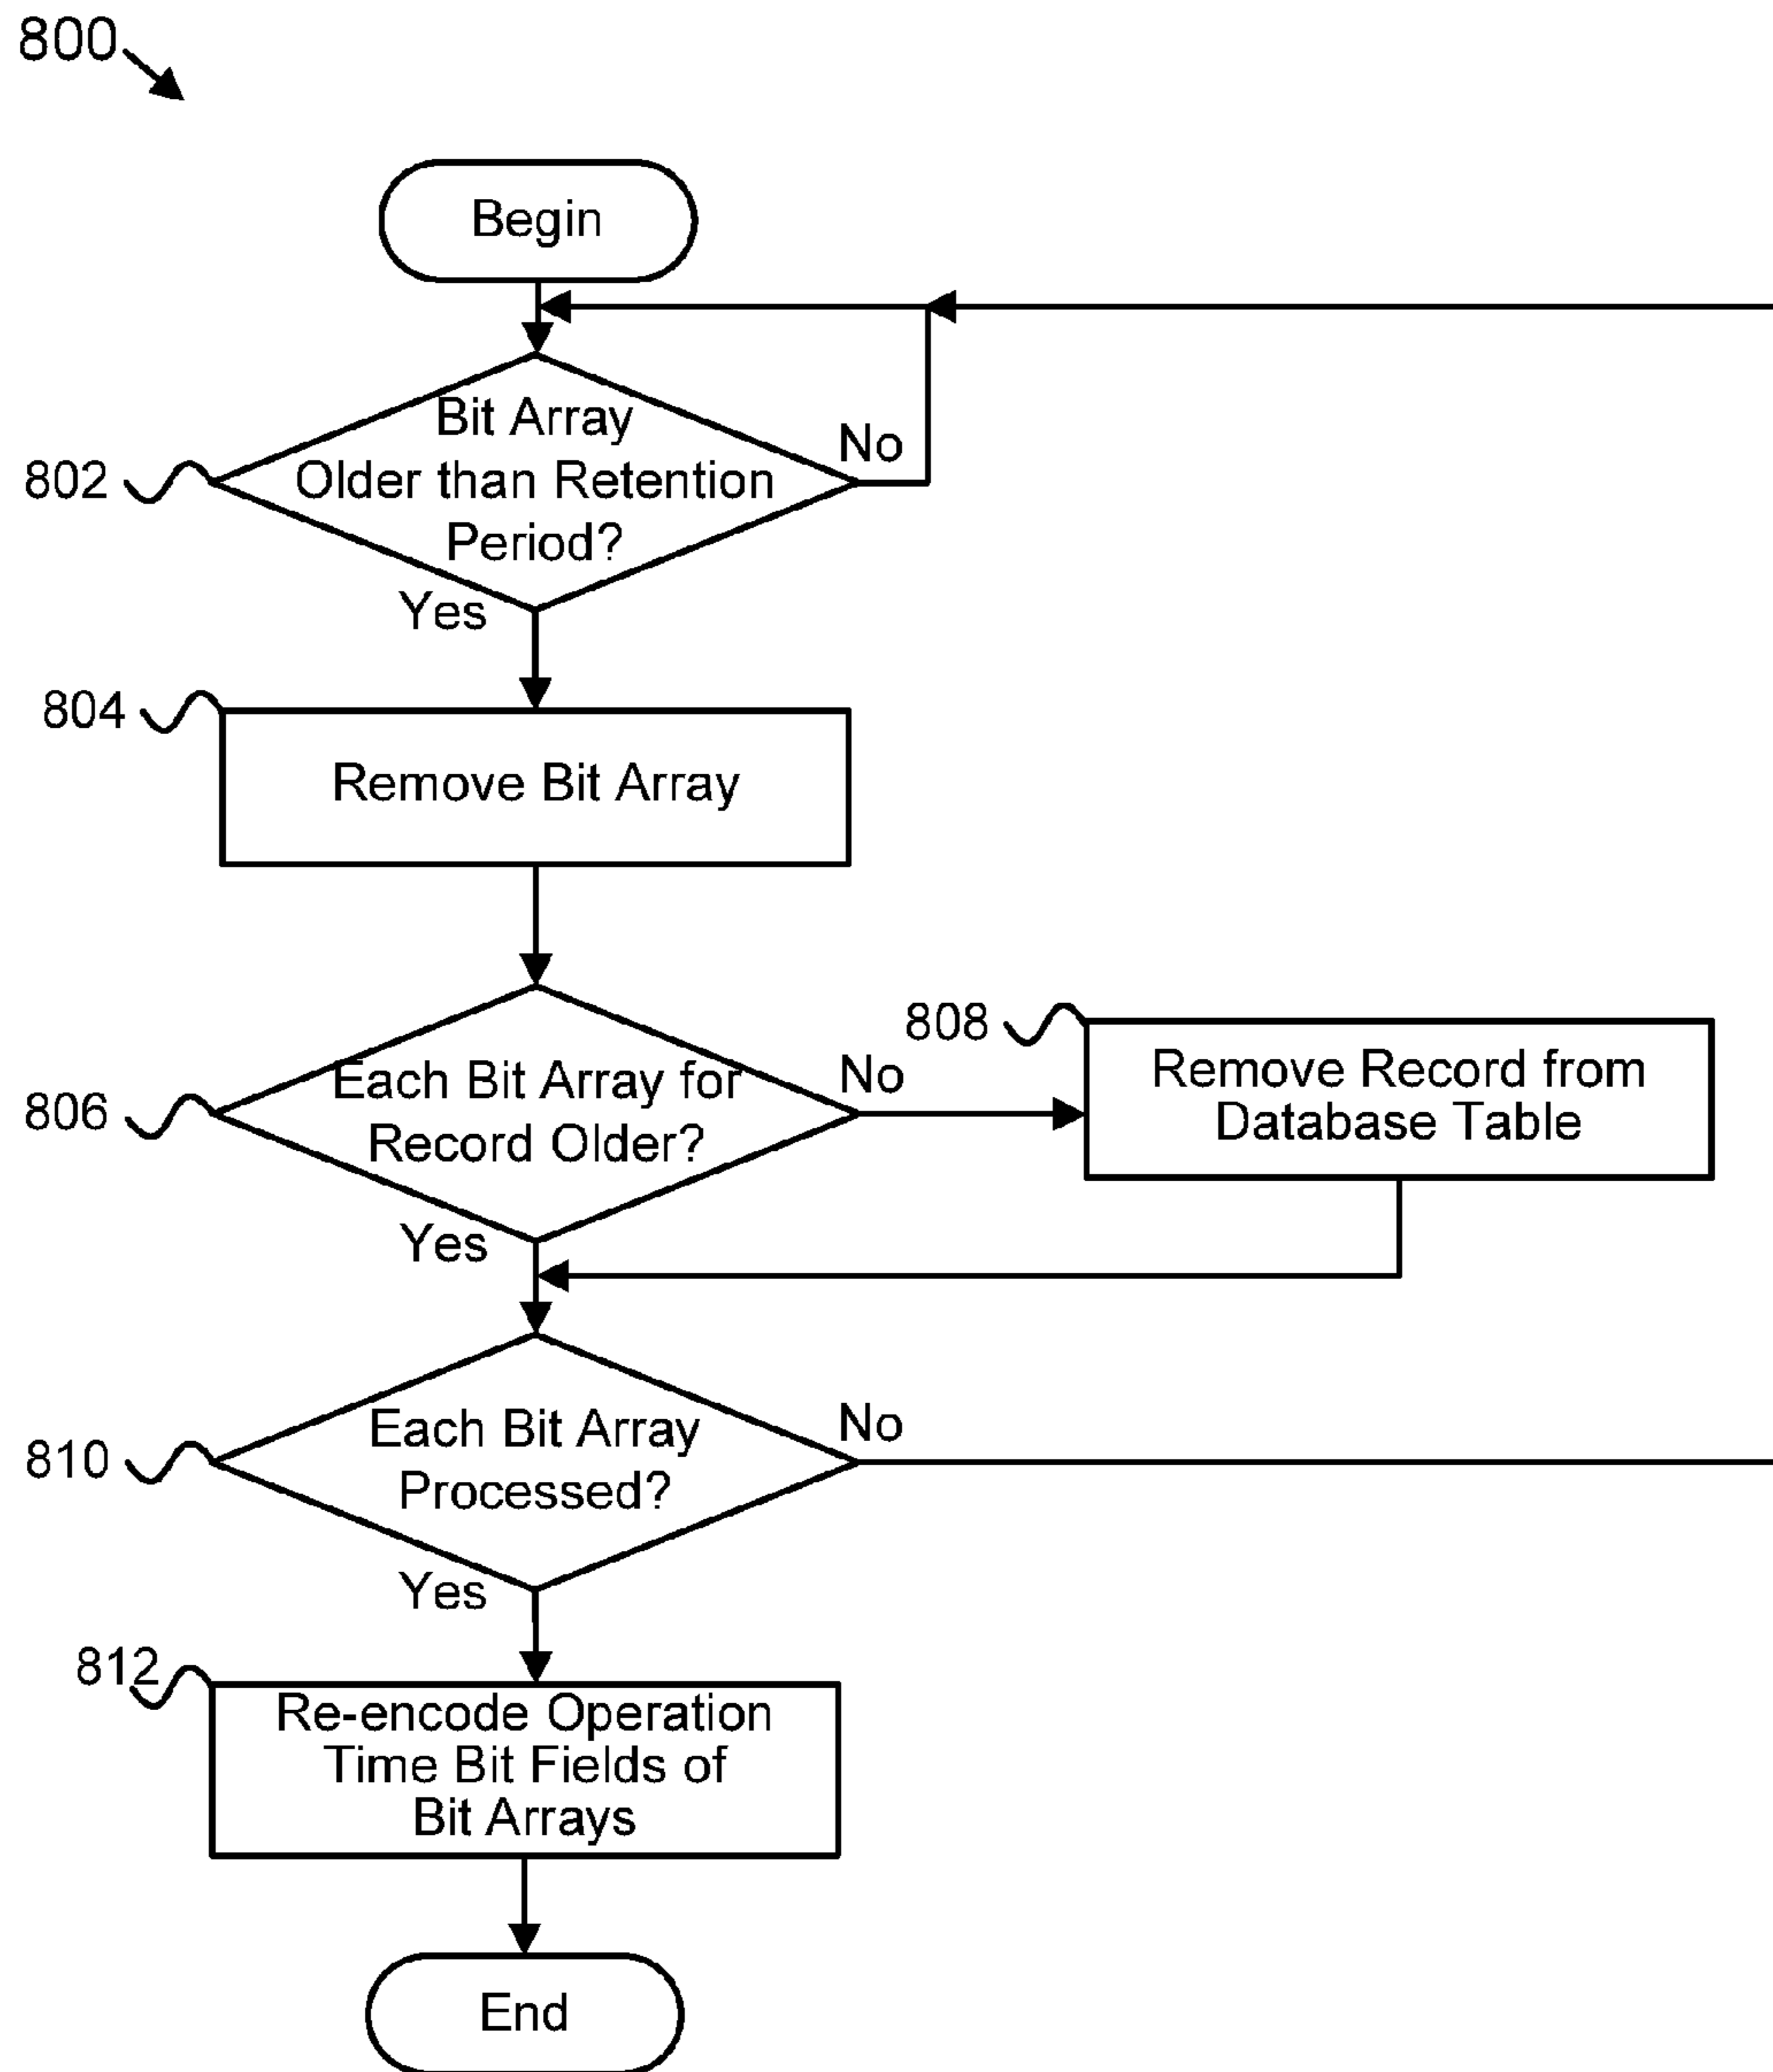 800
Begin
Bit Array
Older than Retention
Period?
No
802
Yes
804
Remove Bit Array
808
Remove Record from
Database Table
Each Bit Array for
Record Older?
No
806
Yes
Each Bit Array
Processed?
No
810
Yes
812
Re-encode Operation
Time Bit Fields of
Bit Arrays
End